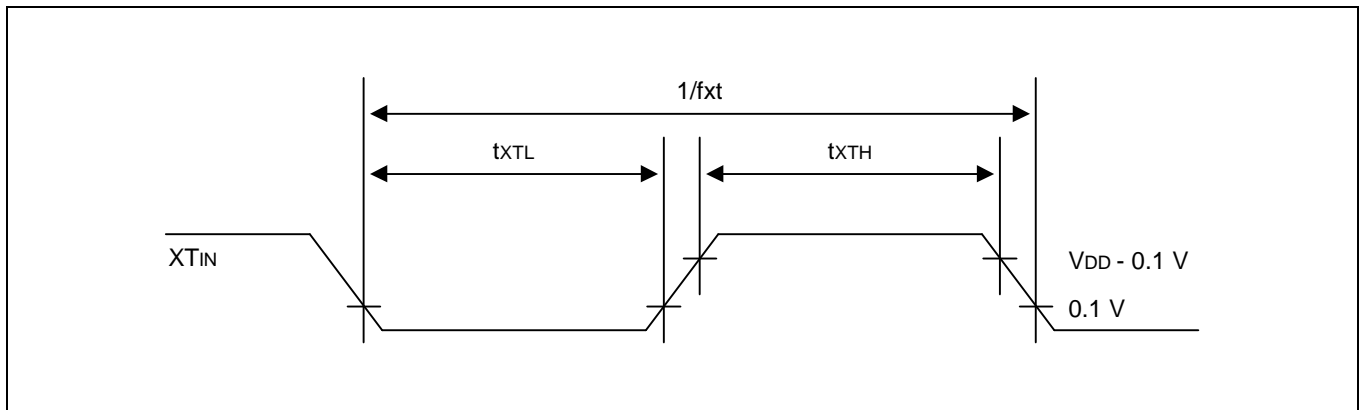 1/fxt
tXTL
tXTH
XTIN
VDD - 0.1 V
0.1 V